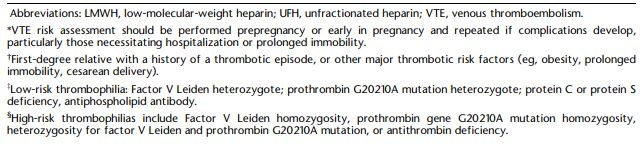 Abbreviations: LMWH, low-molecular-weight heparin; UFH, unfractionated heparin; VTE, venous thromboembolism.
*VTE risk assessment should be performed prepregnancy or early in pregnancy and repeated if complications develop,
particularly those necessitating hospitalization or prolonged immobility.
†First-degree relative with a history of a thrombotic episode, or other major thrombotic risk factors (eg, obesity, prolonged
immobility, cesarean delivery).
‡Low-risk thrombophilia: Factor V Leiden heterozygote; prothrombin G20210A mutation heterozygote; protein C or protein S
deficiency, antiphospholipid antibody.
§High-risk thrombophilias include Factor V Leiden homozygosity, prothrombin gene G20210A mutation homozygosity,
heterozygosity for factor V Leiden and prothrombin G20210A mutation, or antithrombin deficiency.